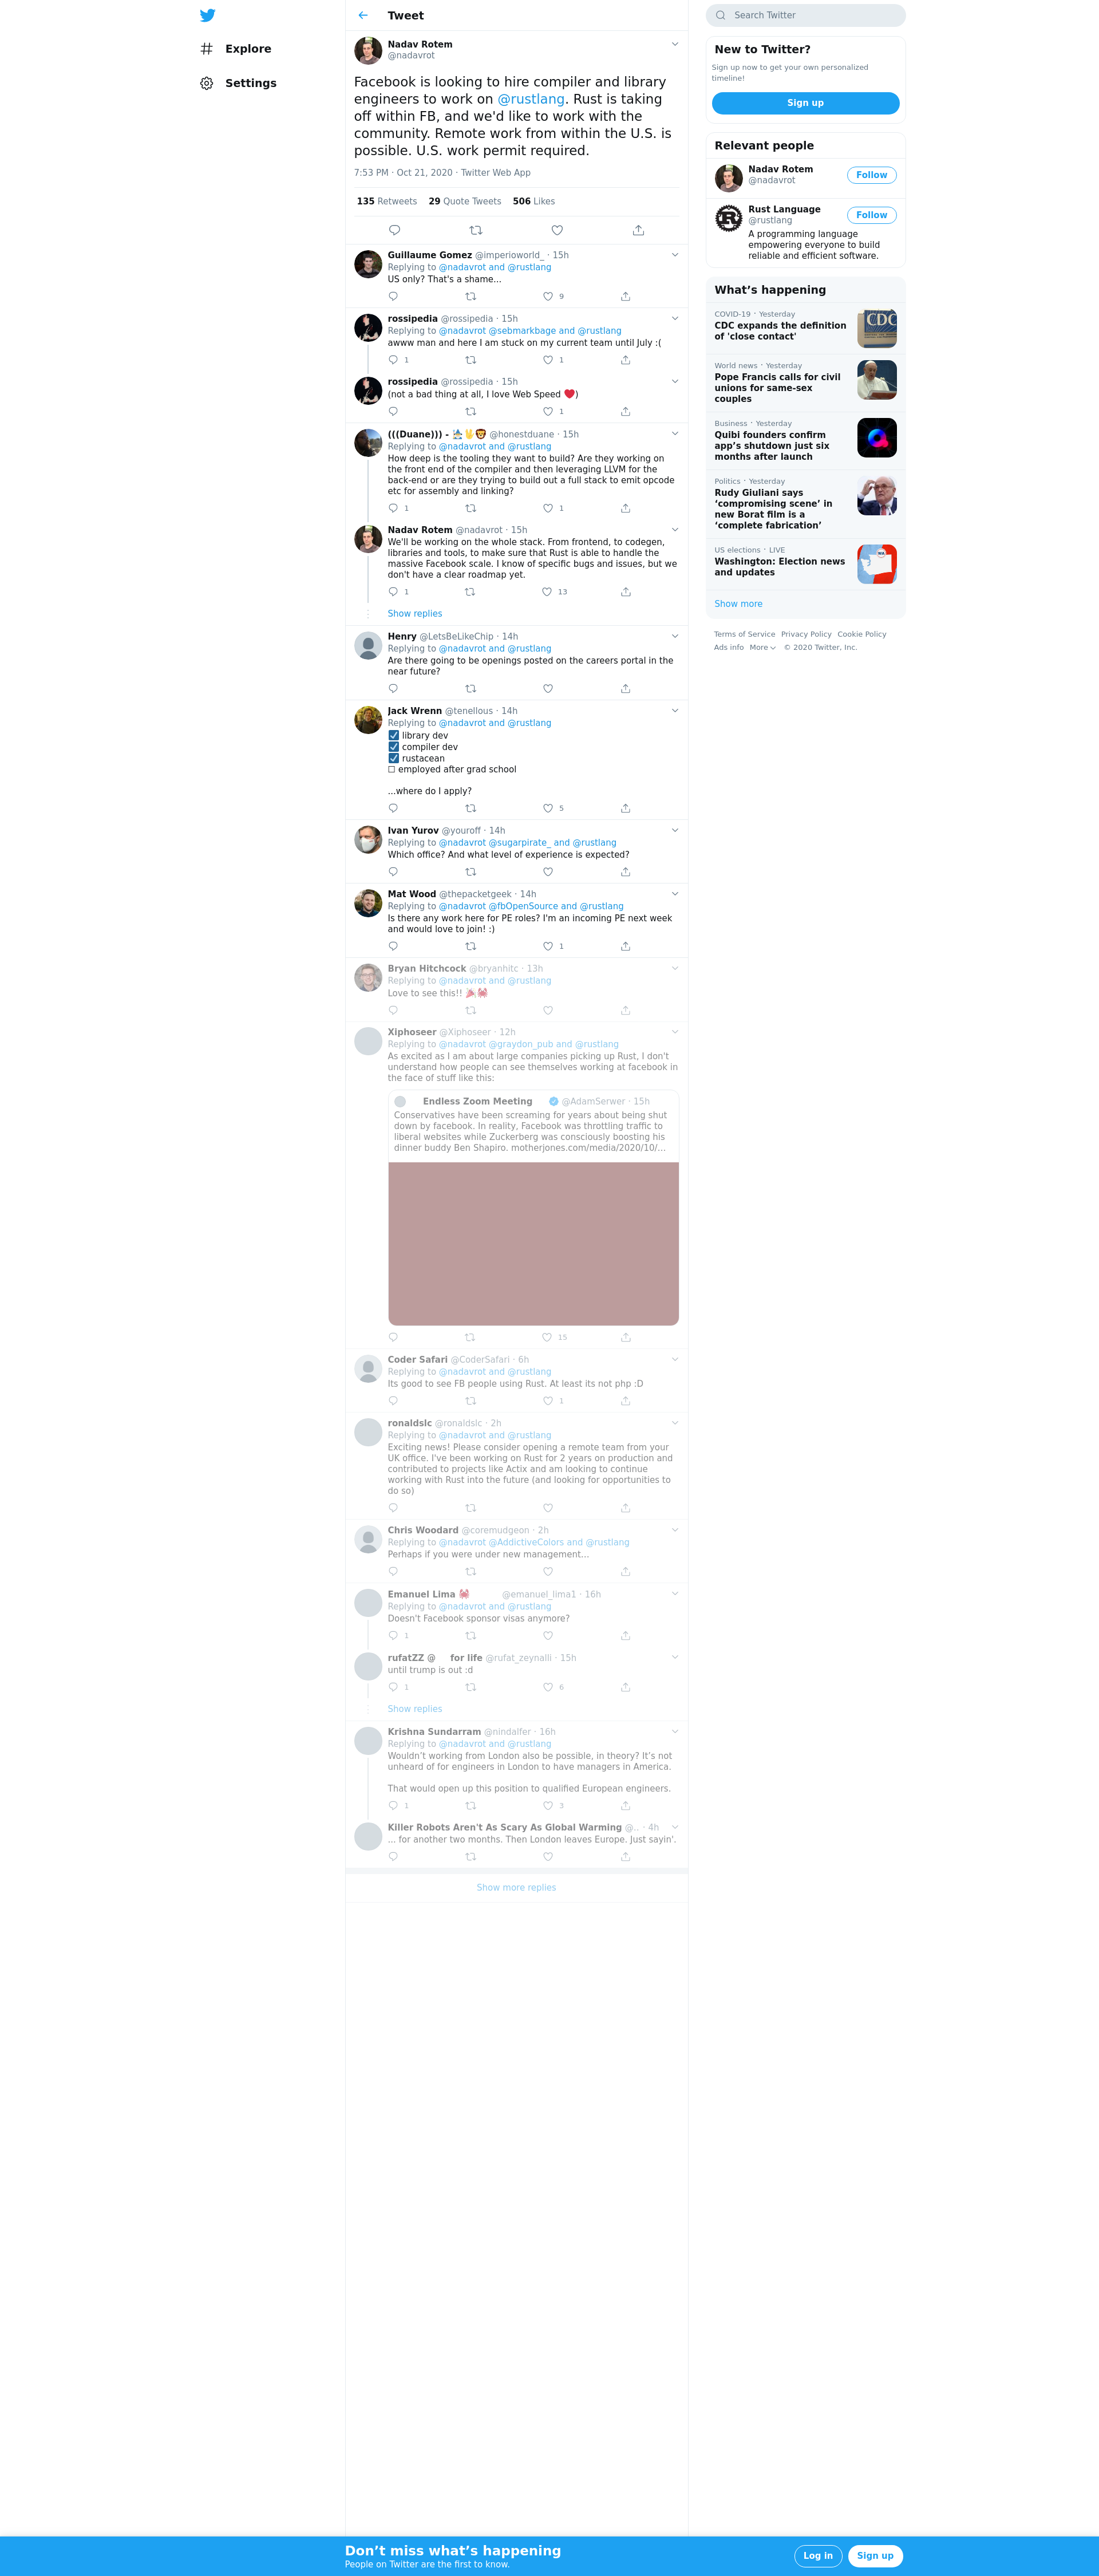 Explore
Settings
Tweet
Nadav Rotem
@nadavrot
Facebook is looking to hire compiler and library
engineers to work on @rustlang. Rust is taking
off within FB, and we'd like to work with the
community. Remote work from within the U.S. is
possible. U.S. work permit required.
7:53 PM · Oct 21, 2020 · Twitter Web App
135 Retweets 29 Quote Tweets 506 Likes
Guillaume Gomez @imperioworld_ · 15h
Replying to @nadavrot and @rustlang
US only? That's a shame...
9
rossipedia @rossipedia · 15h
Replying to @nadavrot @sebmarkbage and @rustlang
awww man and here I am stuck on my current team until July :(
1 1
rossipedia @rossipedia · 15h
(not a bad thing at all, I love Web Speed ❤️)
1
(((Duane))) - @honestduane · 15h
Replying to @nadavrot and @rustlang
How deep is the tooling they want to build? Are they working on
the front end of the compiler and then leveraging LLVM for the
back-end or are they trying to build out a full stack to emit opcode
etc for assembly and linking?
1 1
Nadav Rotem @nadavrot · 15h
We'll be working on the whole stack. From frontend, to codegen,
libraries and tools, to make sure that Rust is able to handle the
massive Facebook scale. I know of specific bugs and issues, but we
don't have a clear roadmap yet.
1 13
Show replies
Henry @LetsBeLikeChip · 14h
Replying to @nadavrot and @rustlang
Are there going to be openings posted on the careers portal in the
near future?
Jack Wrenn @tenellous · 14h
Replying to @nadavrot and @rustlang
☑ library dev
☑ compiler dev
☑ rustacean
☐ employed after grad school
...where do I apply?
5
Ivan Yurov @youroff · 14h
Replying to @nadavrot @sugarpirate_ and @rustlang
Which office? And what level of experience is expected?
Mat Wood @thepacketgeek · 14h
Replying to @nadavrot @fbOpenSource and @rustlang
Is there any work here for PE roles? I'm an incoming PE next week
and would love to join! :)
1
Bryan Hitchcock @bryanhitc · 13h
Replying to @nadavrot and @rustlang
Love to see this!! 🎉🦀
Xiphoseer @Xiphoseer · 12h
Replying to @nadavrot @graydon_pub and @rustlang
As excited as I am about large companies picking up Rust, I don't
understand how people can see themselves working at facebook in
the face of stuff like this:
Endless Zoom Meeting @AdamSerwer · 15h
Conservatives have been screaming for years about being shut
down by facebook. In reality, Facebook was throttling traffic to
liberal websites while Zuckerberg was consciously boosting his
dinner buddy Ben Shapiro. motherjones.com/media/2020/10/…
15
Coder Safari @CoderSafari · 6h
Replying to @nadavrot and @rustlang
Its good to see FB people using Rust. At least its not php :D
1
ronaldslc @ronaldslc · 2h
Replying to @nadavrot and @rustlang
Exciting news! Please consider opening a remote team from your
UK office. I've been working on Rust for 2 years on production and
contributed to projects like Actix and am looking to continue
working with Rust into the future (and looking for opportunities to
do so)
Chris Woodard @coremudgeon · 2h
Replying to @nadavrot @AddictiveColors and @rustlang
Perhaps if you were under new management...
Emanuel Lima 🦀 @emanuel_lima1 · 16h
Replying to @nadavrot and @rustlang
Doesn't Facebook sponsor visas anymore?
1
rufatZZ @ for life @rufat_zeynalli · 15h
until trump is out :d
1 6
Show replies
Krishna Sundarram @nindalfer · 16h
Replying to @nadavrot and @rustlang
Wouldn't working from London also be possible, in theory? It's not
unheard of for engineers in London to have managers in America.
That would open up this position to qualified European engineers.
1 3
Killer Robots Aren't As Scary As Global Warming @.. · 4h
... for another two months. Then London leaves Europe. Just sayin'.
Show more replies
Search Twitter
New to Twitter?
Sign up now to get your own personalized
timeline!
Sign up
Relevant people
Nadav Rotem
@nadavrot
Follow
Rust Language
@rustlang
Follow
A programming language
empowering everyone to build
reliable and efficient software.
What's happening
COVID-19 · Yesterday
CDC expands the definition
of 'close contact'
CDC
World news · Yesterday
Pope Francis calls for civil
unions for same-sex
couples
Business · Yesterday
Quibi founders confirm
app's shutdown just six
months after launch
Politics · Yesterday
Rudy Giuliani says
'compromising scene' in
new Borat film is a
'complete fabrication'
US elections · LIVE
Washington: Election news
and updates
Show more
Terms of Service Privacy Policy Cookie Policy
Ads info More © 2020 Twitter, Inc.
Don't miss what's happening
People on Twitter are the first to know.
Log in
Sign up